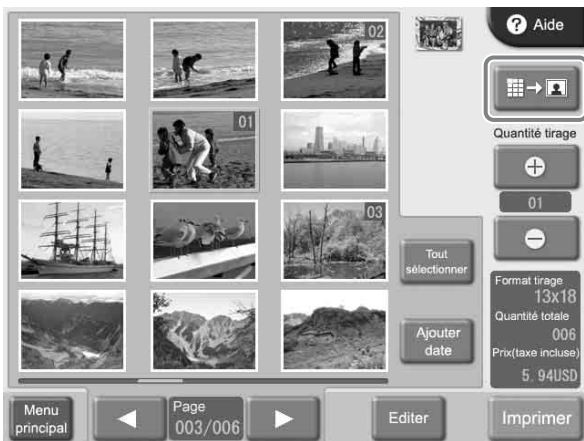 ? Aide
02
Quantité tirage
01
01
03
Tout
sélectionner
Format tirage
13x18
Quantité totale
006
Prix(taxe incluse)
5.94USD
Ajouter
date
Menu
principal
Page
003/006
Editer
Imprimer